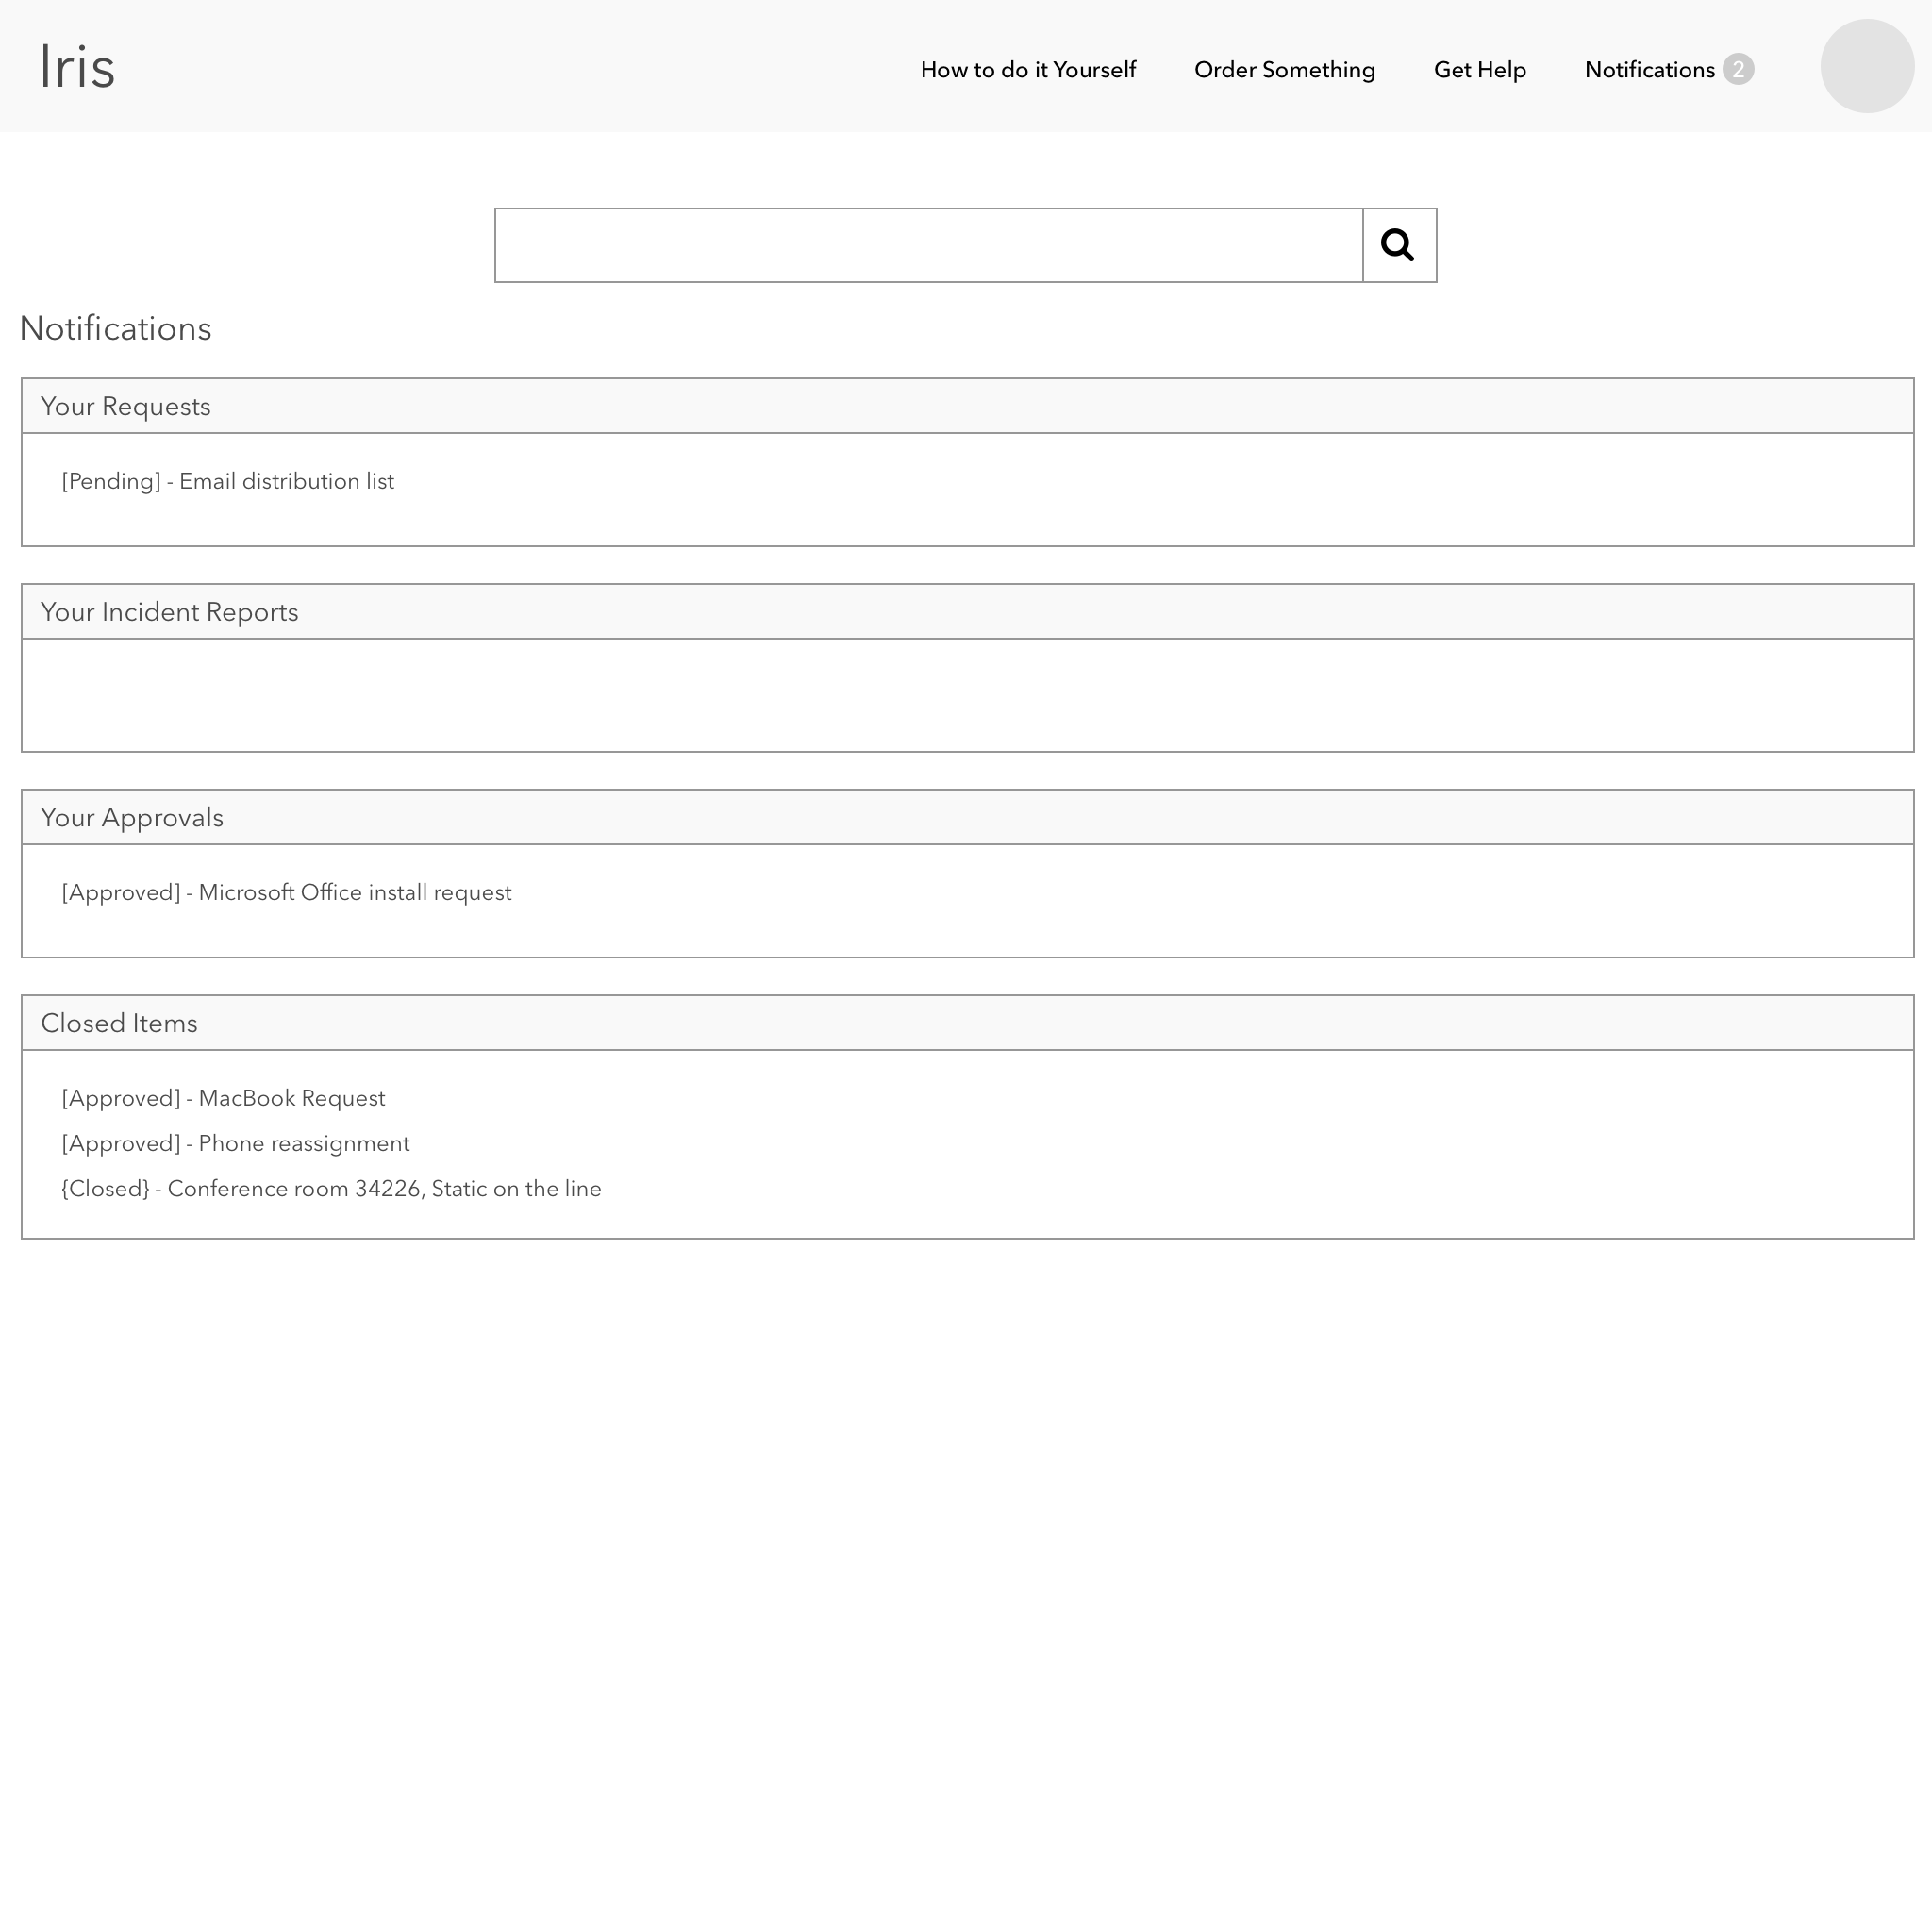 Iris
How to do it Yourself
Order Something
Get Help
Notifications 2
Notifications
Your Requests
[Pending] - Email distribution list
Your Incident Reports
Your Approvals
[Approved] - Microsoft Office install request
Closed Items
[Approved] - MacBook Request
[Approved] - Phone reassignment
{Closed} - Conference room 34226, Static on the line